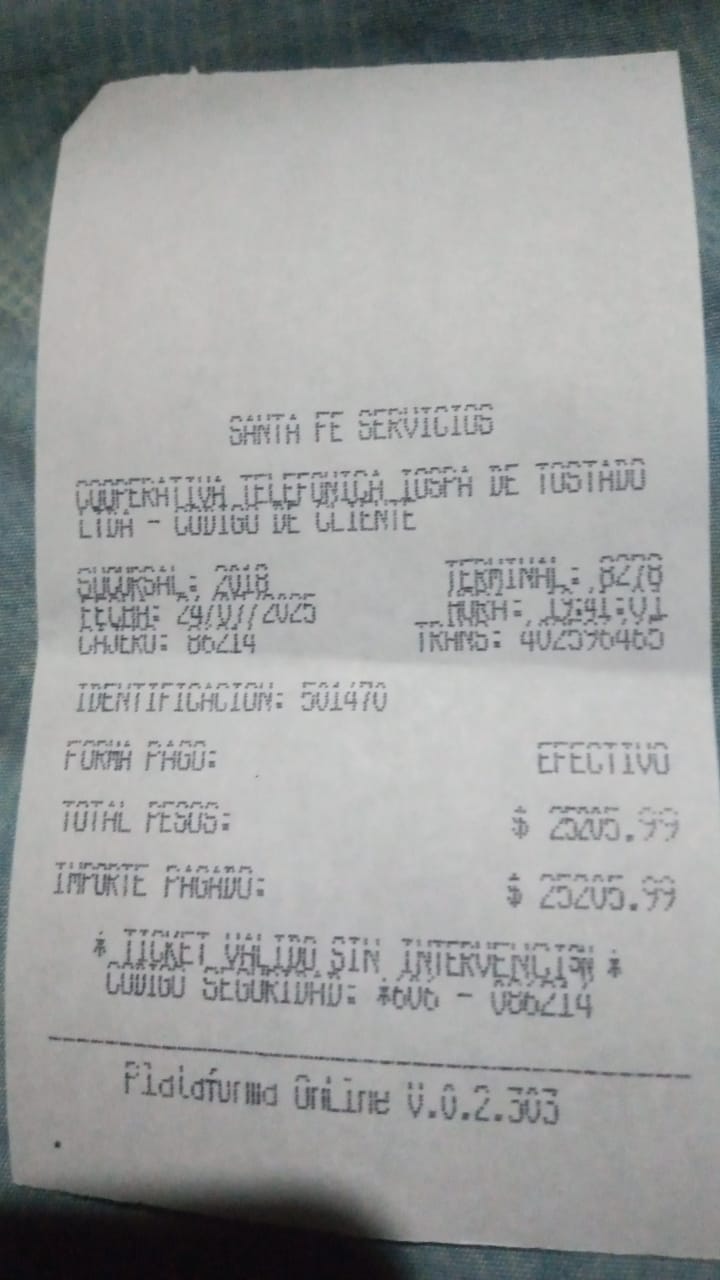 SANTA FE SERVICIOS
COOPERATIVA TELEFONICA IOSPA DE TOSTADO
LTDA - CODIGO DE CLIENTE
SUCURSAL: 2018 TERMINAL: 8278
FECHA: 24/07/2025 HORA: 19:41:01
CAJERO: 86214 TRANS: 402596465
IDENTIFICACION: 501470
FORMA PAGO: EFECTIVO
TOTAL PESOS: $ 25205.99
IMPORTE PAGADO: $ 25205.99
* TICKET VALIDO SIN INTERVENCION *
CODIGO SEGURIDAD: *606 - 086214
Plataforma OnLine V.0.2.303